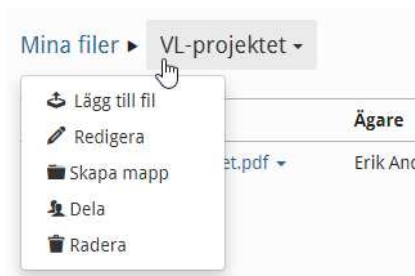 Mina filer ▸ VL-projektet ▾
Lägg till fil
Ägare
Redigera
Skapa mapp
et.pdf ▾ Erik And
Dela
Radera